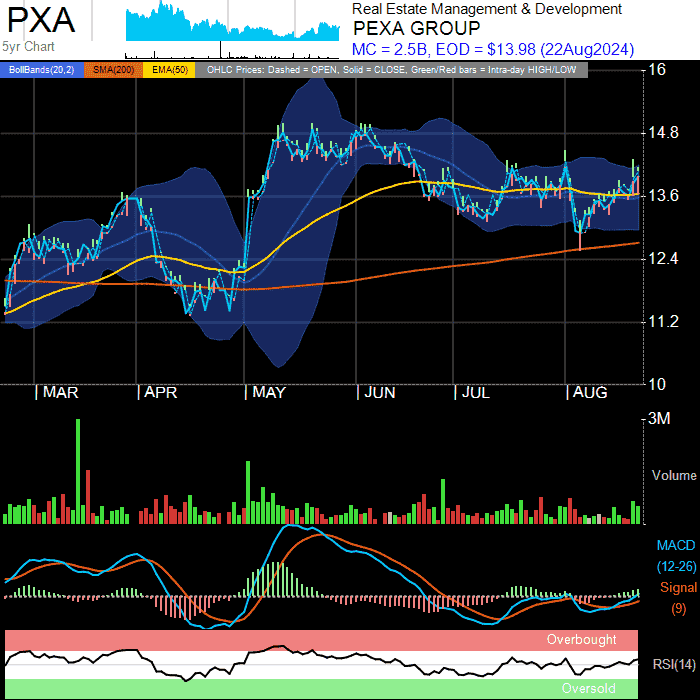 PXA
5yr Chart
Real Estate Management & Development
PEXA GROUP
MC = 2.5B, EOD = $13.98 (22Aug2024)
BollBands(20,2) SMA(200) EMA(50) OHLC Prices: Dashed = OPEN, Solid = CLOSE, Green/Red bars = Intra-day HIGH/LOW
16
14.8
13.6
12.4
11.2
10
| MAR | APR | MAY | JUN | JUL | AUG
3M
Volume
MACD
(12-26)
Signal
(9)
Overbought
RSI(14)
Oversold